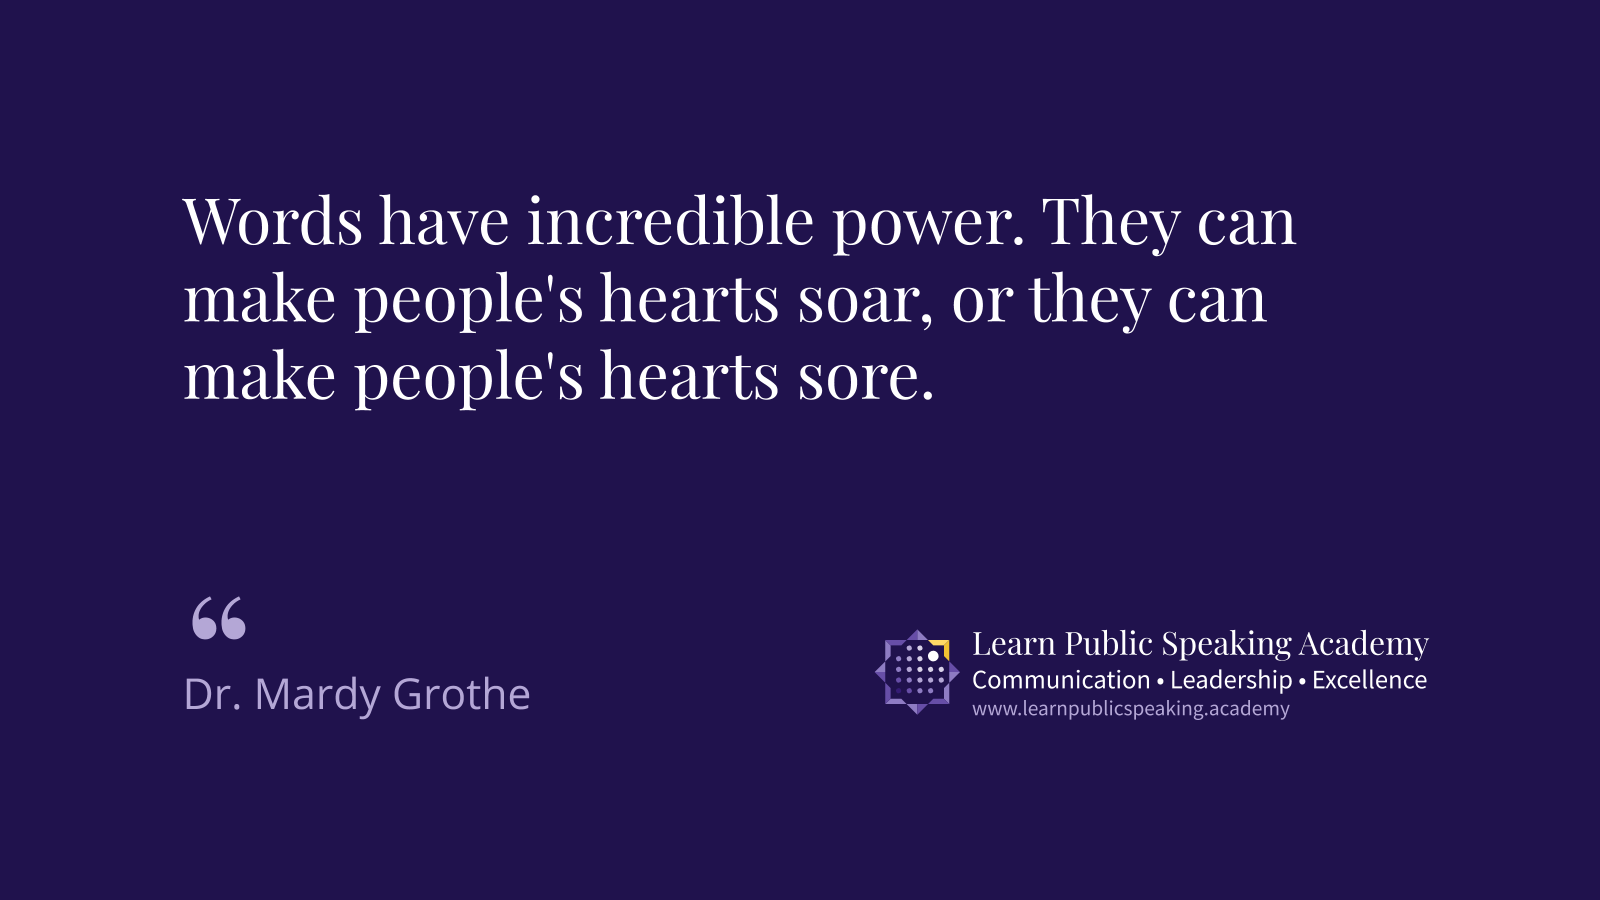 Words have incredible power. They can
make people's hearts soar, or they can
make people's hearts sore.
“
Dr. Mardy Grothe
Learn Public Speaking Academy
Communication • Leadership • Excellence
www.learnpublicspeaking.academy